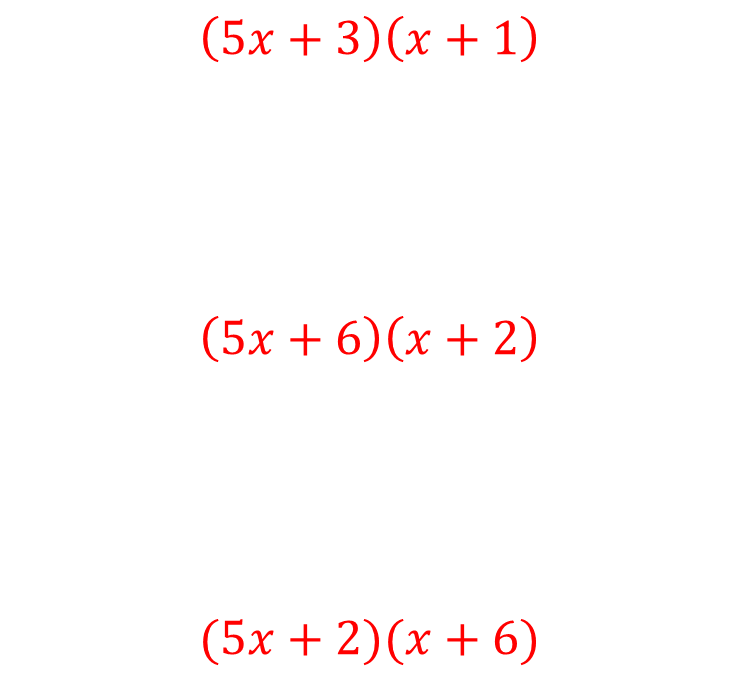 (5x + 3)(x + 1)
(5x + 6)(x + 2)
(5x + 2)(x + 6)